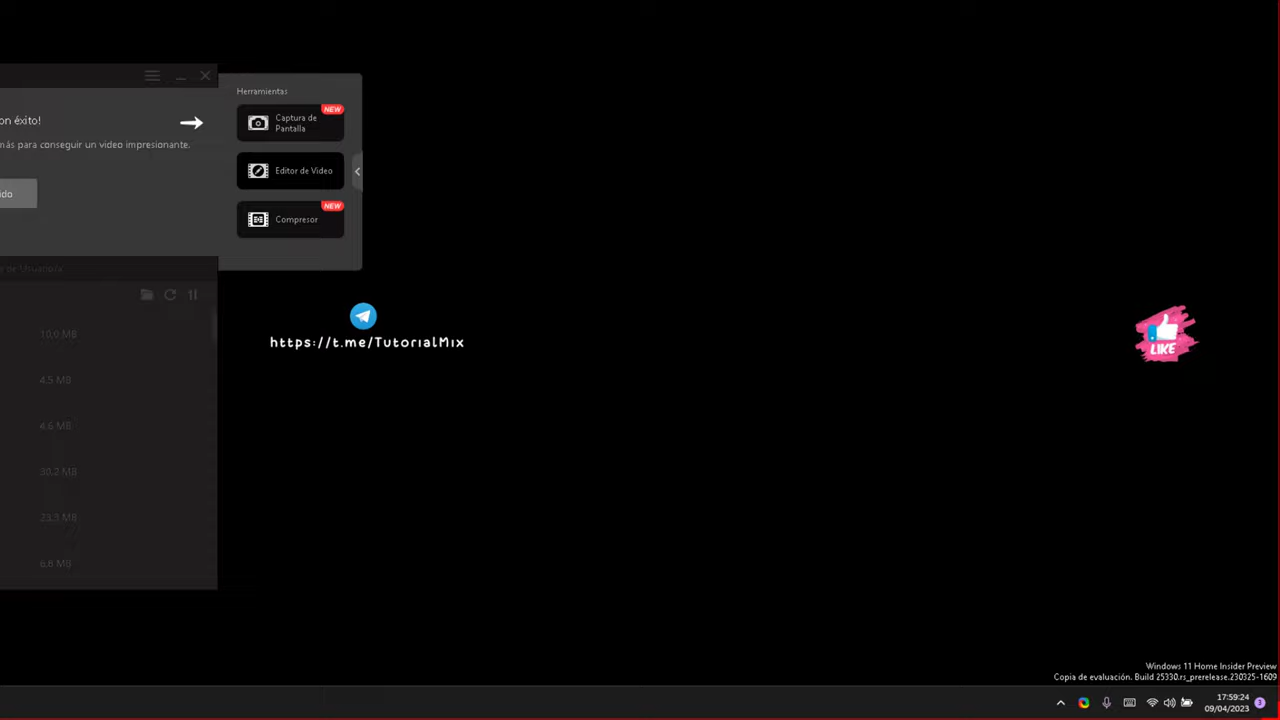 on éxito!
más para conseguir un video impresionante.
ido
Herramientas
NEW
Captura de
Pantalla
Editor de Video
NEW
Compresor
10,0 MB
4.5 MB
4.6 MB
30.2 MB
23.3 MB
6.8 MB
https://t.me/TutorialMix
LIKE
Windows 11 Home Insider Preview
Copia de evaluación. Build 25330.rs_prerelease.230325-1609
17:59:24
09/04/2023
3